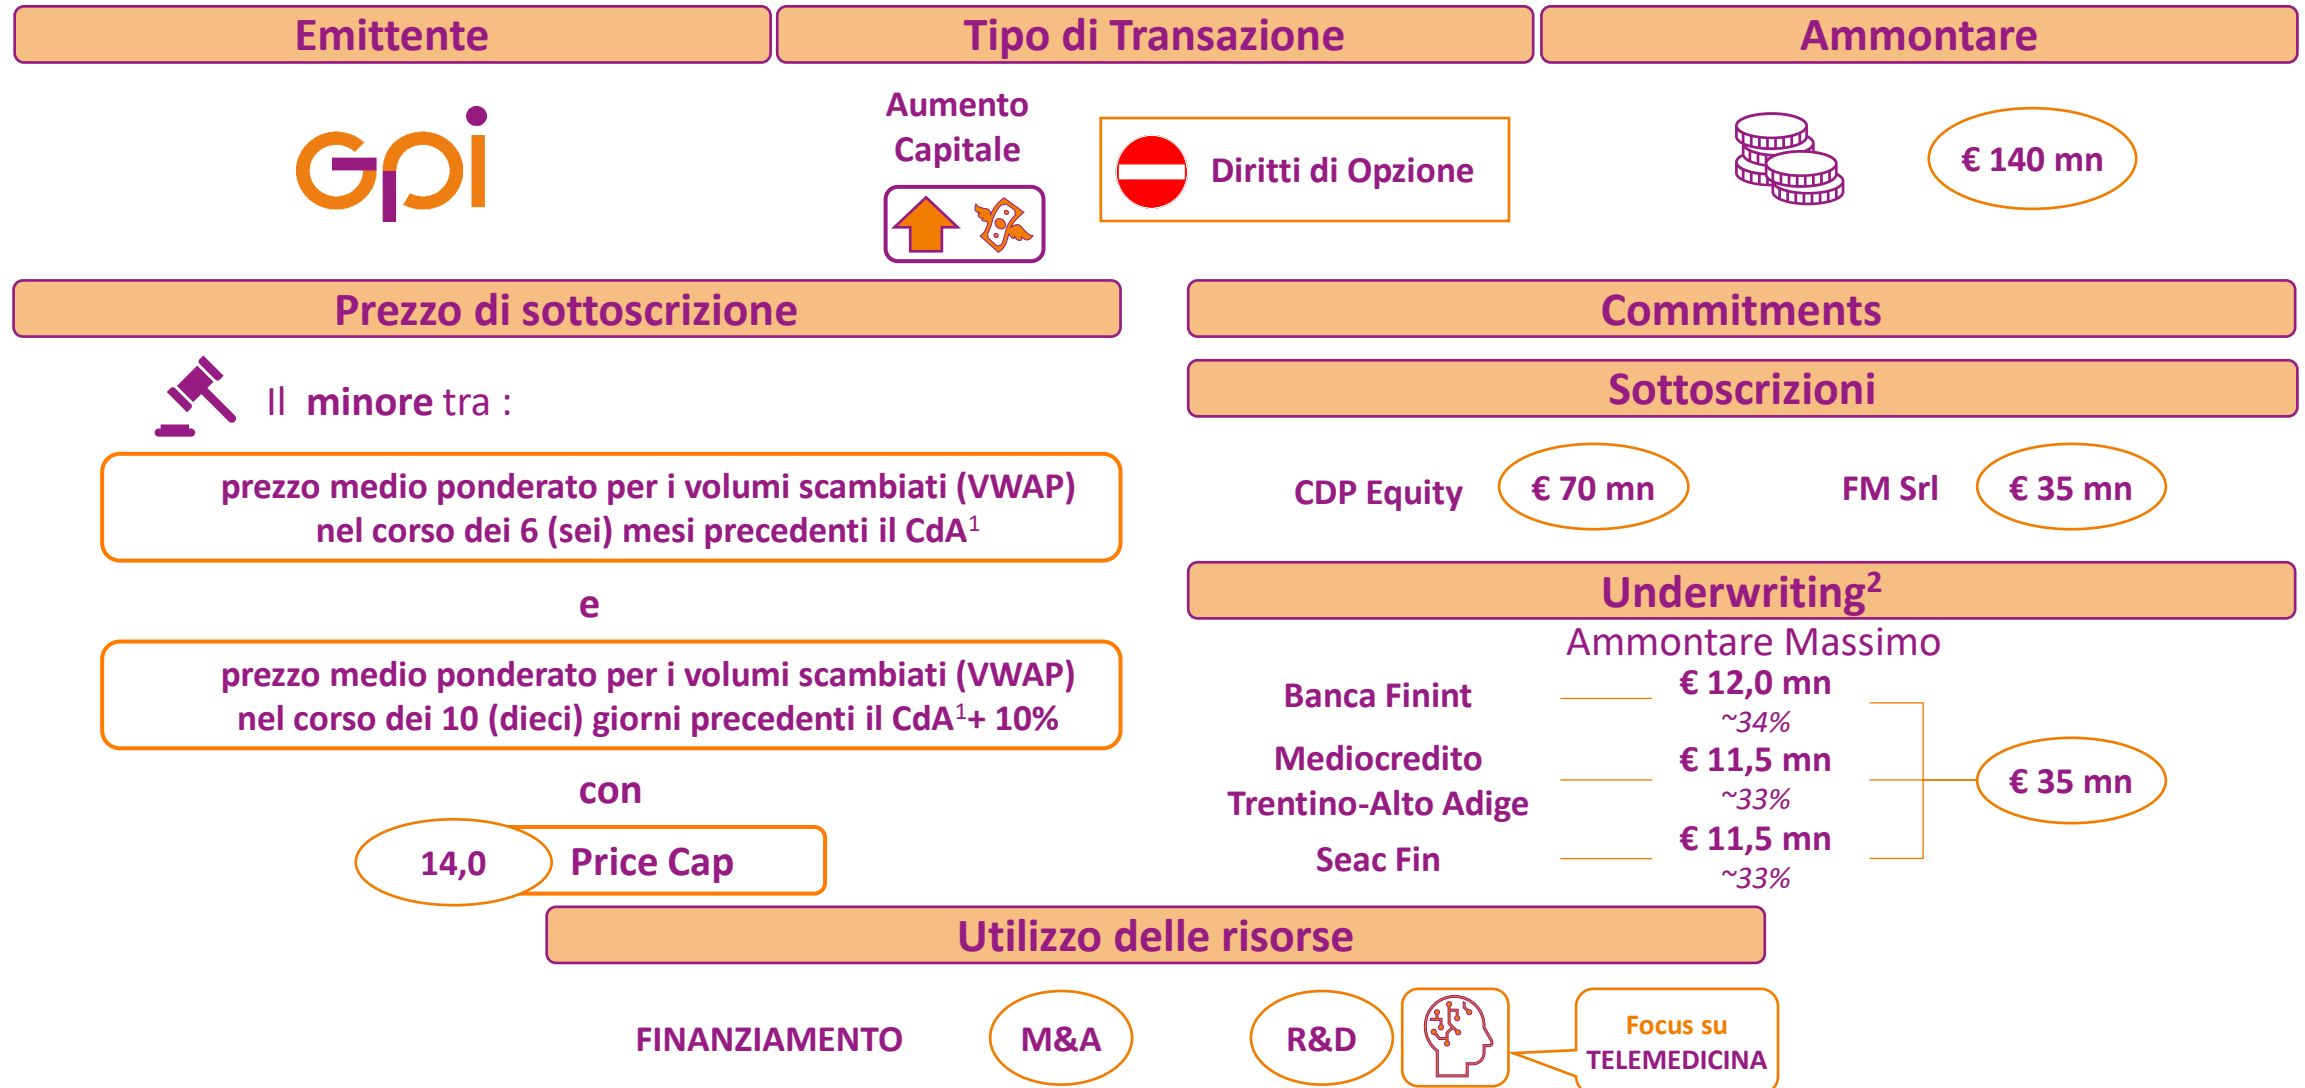 Emittente
Tipo di Transazione
Ammontare
Gpi
Aumento
Capitale
Diritti di Opzione
€ 140 mn
Prezzo di sottoscrizione
Il minore tra :
prezzo medio ponderato per i volumi scambiati (VWAP)
nel corso dei 6 (sei) mesi precedenti il CdA¹
e
prezzo medio ponderato per i volumi scambiati (VWAP)
nel corso dei 10 (dieci) giorni precedenti il CdA¹+ 10%
con
14,0
Price Cap
Commitments
Sottoscrizioni
CDP Equity
€ 70 mn
FM Srl
€ 35 mn
Underwriting²
Ammontare Massimo
Banca Finint
€ 12,0 mn
~34%
Mediocredito
Trentino-Alto Adige
€ 11,5 mn
~33%
Seac Fin
€ 11,5 mn
~33%
€ 35 mn
Utilizzo delle risorse
FINANZIAMENTO
M&A
R&D
Focus su
TELEMEDICINA